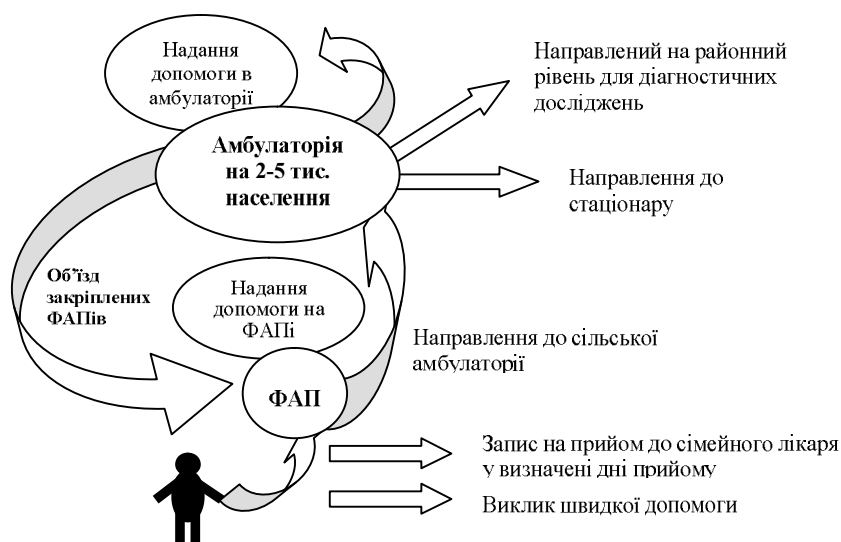 Надання
допомоги в
амбулаторії
Направлений на районний
рівень для діагностичних
досліджень
Амбулаторія
на 2-5 тис.
населення
Направлення до
стаціонару
Об’їзд
закріплених
ФАПів
Надання
допомоги на
ФАПі
Направлення до сільської
амбулаторії
ФАП
Запис на прийом до сімейного лікаря
у визначені дні прийому
Виклик швидкої допомоги